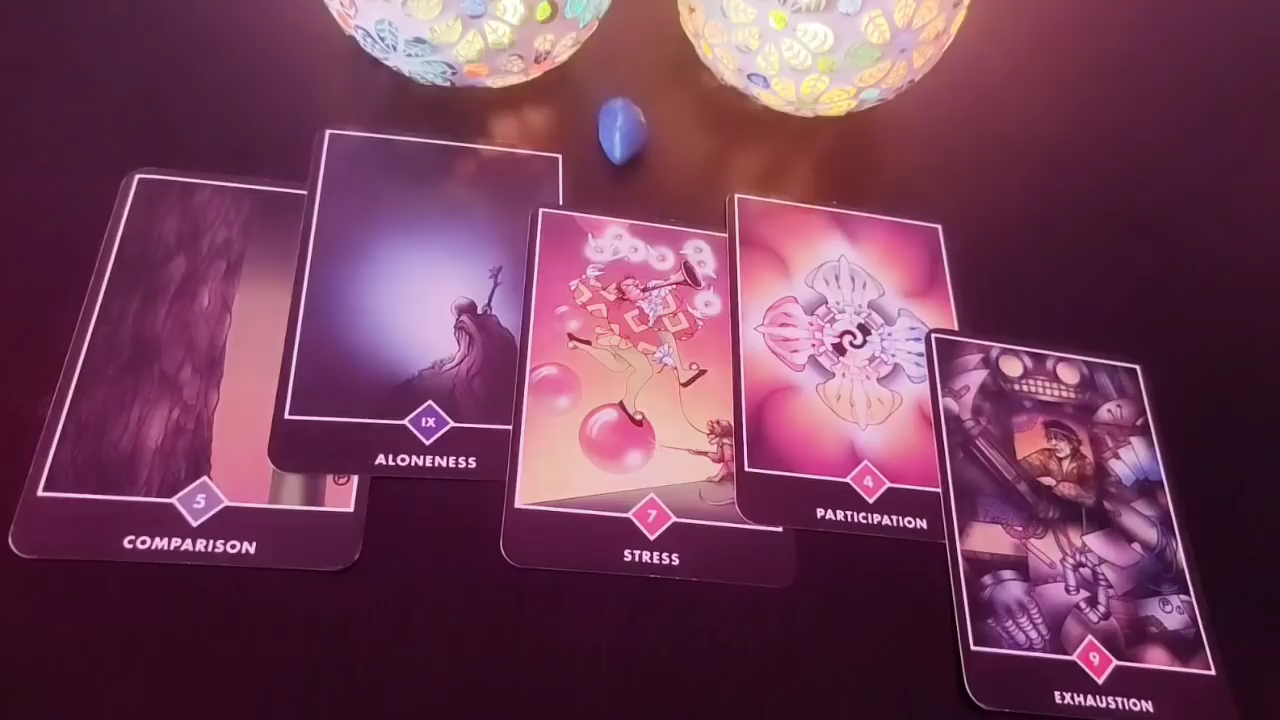 5
COMPARISON
IX
ALONENESS
7
STRESS
4
PARTICIPATION
9
EXHAUSTION